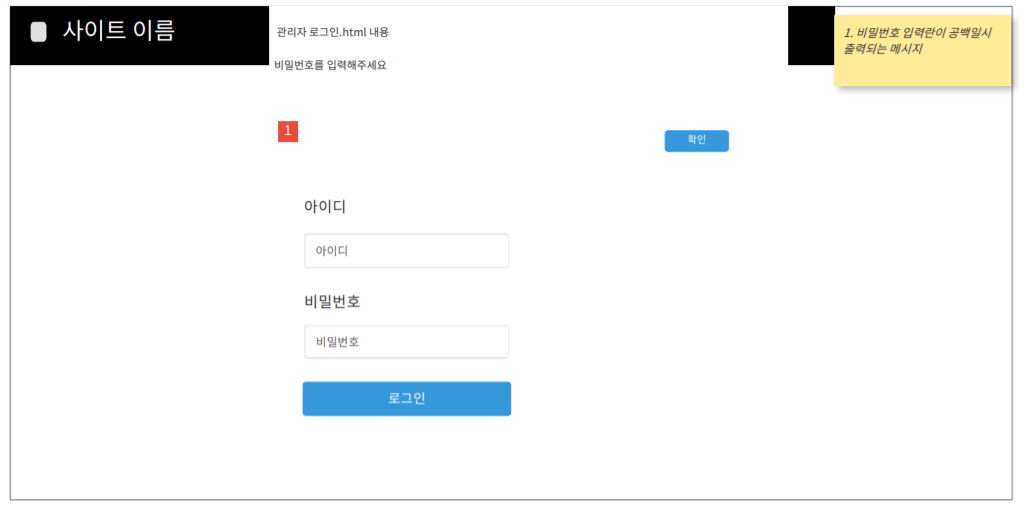 사이트 이름
관리자 로그인.html 내용
비밀번호를 입력해주세요
1. 비밀번호 입력란이 공백일시
출력되는 메시지
1
확인
아이디
아이디
비밀번호
비밀번호
로그인